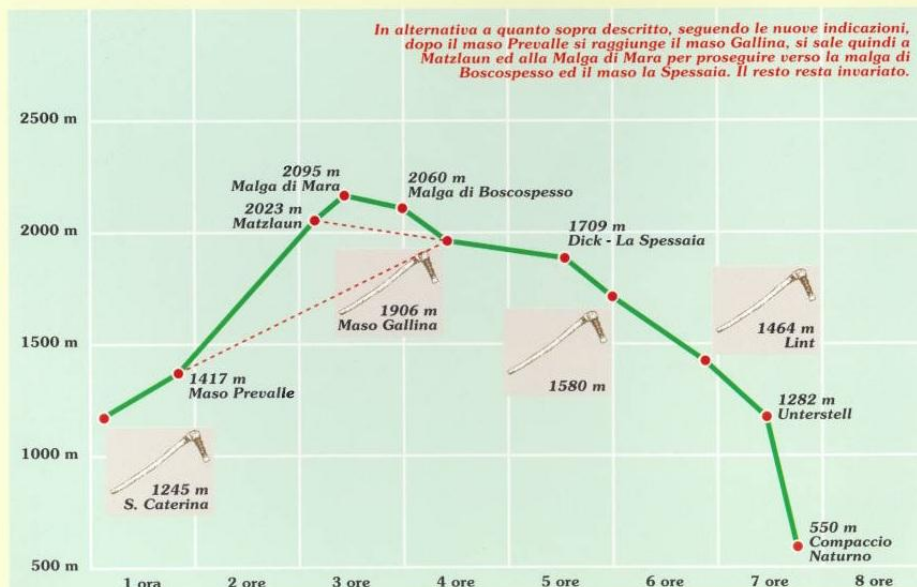 In alternativa a quanto sopra descritto, seguendo le nuove indicazioni,
dopo il maso Prevalle si raggiunge il maso Gallina, si sale quindi a
Matzlaun ed alla Malga di Mara per proseguire verso la malga di
Boscospesso ed il maso la Spessaia. Il resto resta invariato.
2500 m
2095 m
Malga di Mara
2060 m
Malga di Boscospesso
2023 m
Matzlaun
2000 m
1709 m
Dick - La Spessaia
1906 m
Maso Gallina
1464 m
Lint
1500 m
1580 m
1417 m
Maso Prevalle
1282 m
Unterstell
1000 m
1245 m
S. Caterina
550 m
Compaccio
Naturno
500 m
1 ora
2 ore
3 ore
4 ore
5 ore
6 ore
7 ore
8 ore